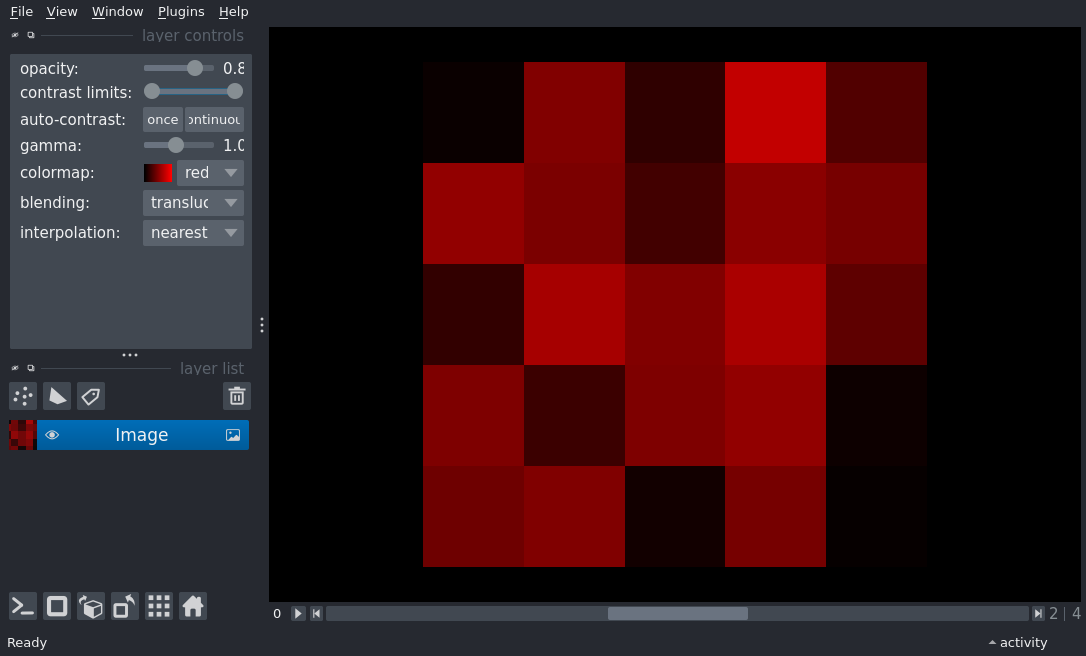 File View Window Plugins Help
layer controls
opacity: 0.8
contrast limits:
auto-contrast: once ontinuou
gamma: 1.0
colormap: red
blending: transluc
interpolation: nearest
layer list
Image
0 2 | 4
Ready
activity